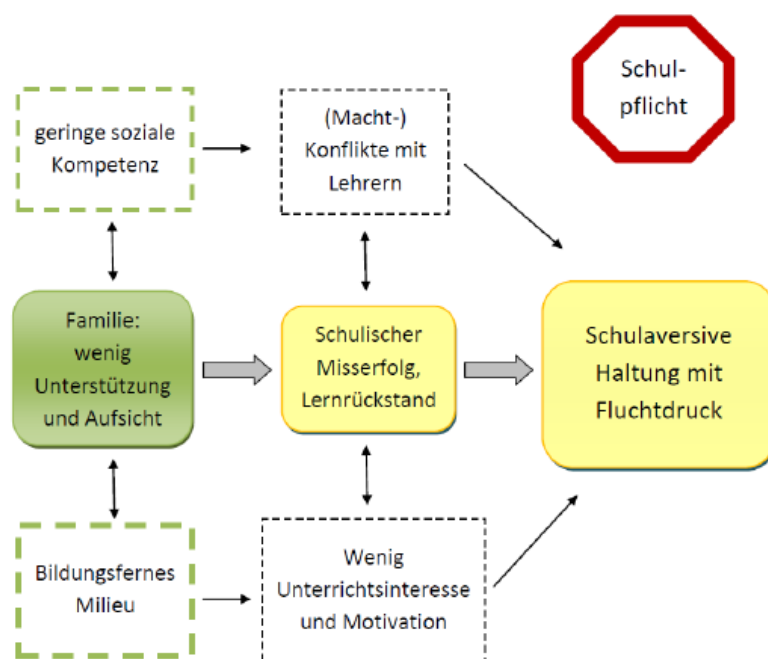 Schul-
pflicht
geringe soziale
Kompetenz
(Macht-)
Konflikte mit
Lehrern
Familie:
wenig
Unterstützung
und Aufsicht
Schulischer
Misserfolg,
Lernrückstand
Schulaversive
Haltung mit
Fluchtdruck
Bildungsfernes
Milieu
Wenig
Unterrichtsinteresse
und Motivation